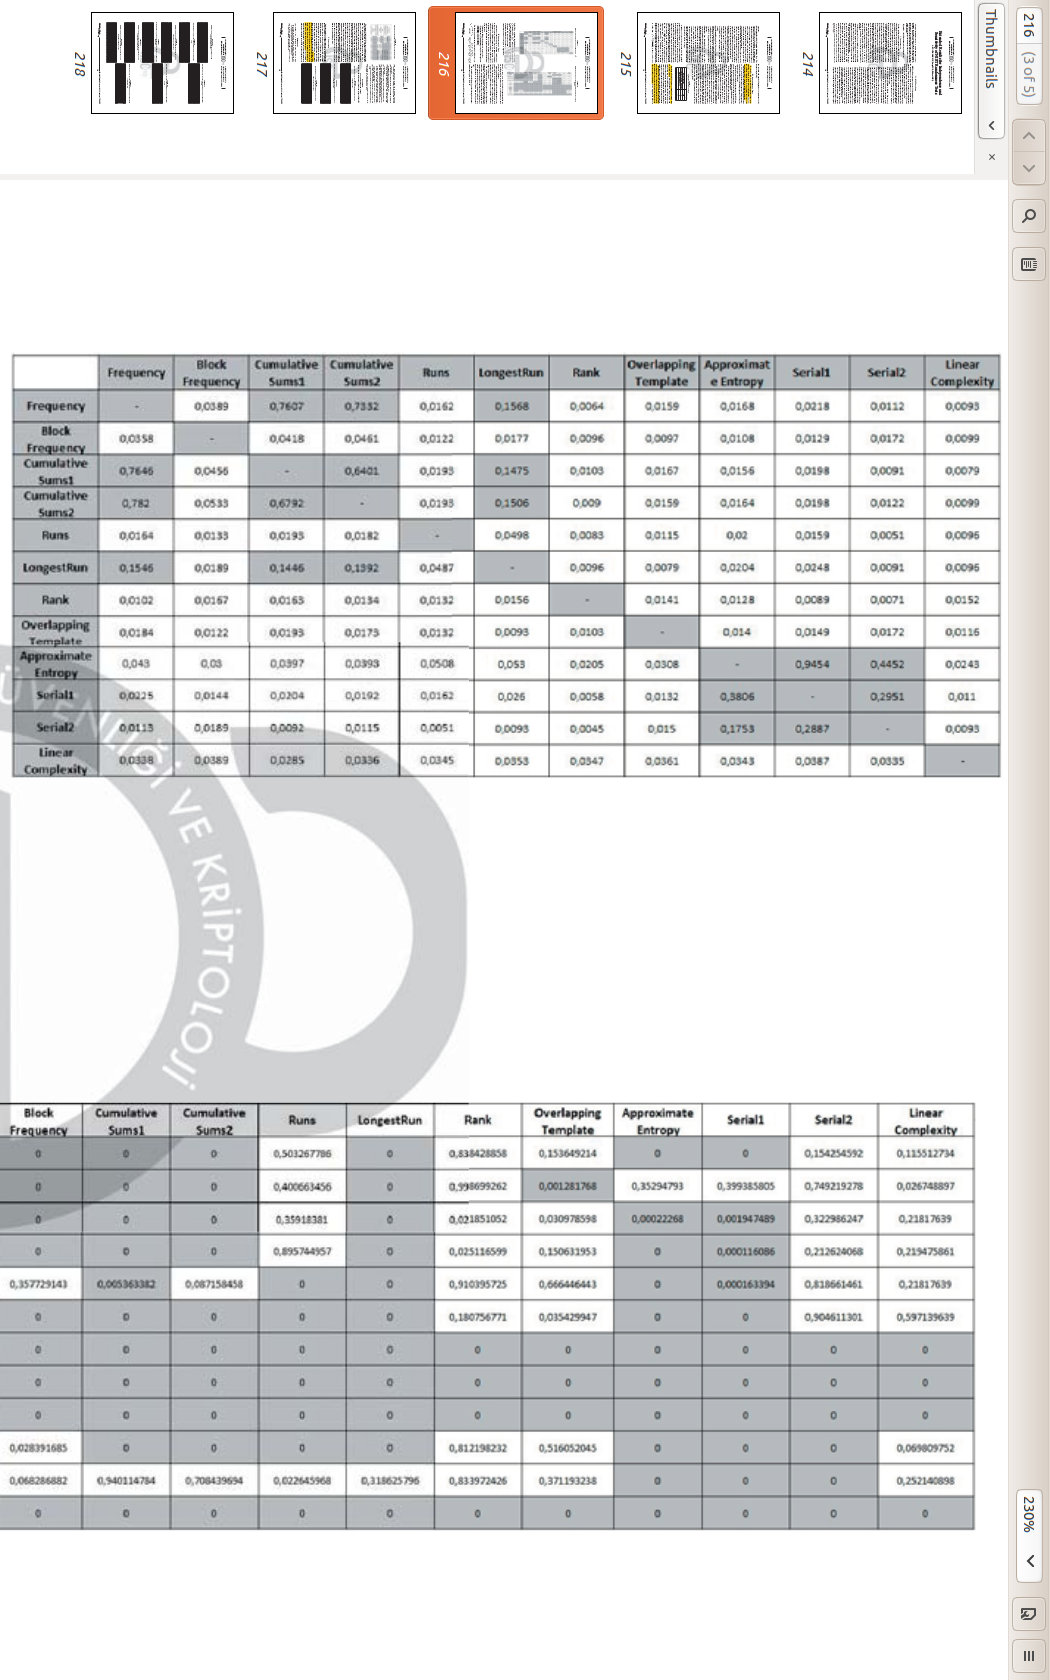 216 (3 of 5)
230%
Thumbnails
214
215
216
217
218
Frequency Block Frequency Cumulative Sums1 Cumulative Sums2 Runs LongestRun Rank Overlapping Template Approximat e Entropy Serial1 Serial2 Linear Complexity
Frequency - 0,0389 0,7607 0,7332 0,0162 0,1568 0,0064 0,0159 0,0168 0,0218 0,0112 0,0093
Block Frequency 0,0358 - 0,0418 0,0461 0,0122 0,0177 0,0096 0,0097 0,0108 0,0129 0,0172 0,0099
Cumulative Sums1 0,7646 0,0456 - 0,6401 0,0193 0,1475 0,0103 0,0167 0,0156 0,0198 0,0091 0,0079
Cumulative Sums2 0,782 0,0533 0,6792 - 0,0193 0,1506 0,009 0,0159 0,0164 0,0198 0,0122 0,0099
Runs 0,0164 0,0133 0,0193 0,0182 - 0,0498 0,0083 0,0115 0,02 0,0159 0,0051 0,0096
LongestRun 0,1546 0,0189 0,1446 0,1392 0,0487 - 0,0096 0,0079 0,0204 0,0248 0,0091 0,0096
Rank 0,0102 0,0167 0,0163 0,0134 0,0132 0,0156 - 0,0141 0,0128 0,0089 0,0071 0,0152
Overlapping Template 0,0184 0,0122 0,0193 0,0173 0,0132 0,0093 0,0103 - 0,014 0,0149 0,0172 0,0116
Approximate Entropy 0,043 0,03 0,0397 0,0393 0,0508 0,053 0,0205 0,0308 - 0,9454 0,4452 0,0243
Serial1 0,0225 0,0144 0,0204 0,0192 0,0162 0,026 0,0058 0,0132 0,3806 - 0,2951 0,011
Serial2 0,0113 0,0189 0,0092 0,0115 0,0051 0,0093 0,0045 0,015 0,1753 0,2887 - 0,0093
Linear Complexity 0,0338 0,0389 0,0285 0,0336 0,0345 0,0353 0,0347 0,0361 0,0343 0,0387 0,0335 -
GÜVENLİĞİ VE KRİPTOLOJİ
Block Frequency Cumulative Sums1 Cumulative Sums2 Runs LongestRun Rank Overlapping Template Approximate Entropy Serial1 Serial2 Linear Complexity
0 0 0 0,503267786 0 0,838428858 0,153649214 0 0 0,154254592 0,115512734
0 0 0 0,400663456 0 0,998699262 0,001281768 0,35294793 0,399385805 0,749219278 0,026748897
0 0 0 0,35918381 0 0,021851052 0,030978598 0,00022268 0,001947489 0,322986247 0,21817639
0 0 0 0,895744957 0 0,025116599 0,150631953 0 0,000116086 0,212624068 0,219475861
0,357729143 0,005363382 0,087158458 0 0 0,910395725 0,666446443 0 0,000163394 0,818661461 0,21817639
0 0 0 0 0 0,180756771 0,035429947 0 0 0,904611301 0,597139639
0 0 0 0 0 0 0 0 0 0 0
0 0 0 0 0 0 0 0 0 0 0
0 0 0 0 0 0 0 0 0 0 0
0,028391685 0 0 0 0 0,812198232 0,516052045 0 0 0 0,069809752
0,068286882 0,940114784 0,708439694 0,022645968 0,318625796 0,833972426 0,371193238 0 0 0 0,252140898
0 0 0 0 0 0 0 0 0 0 0